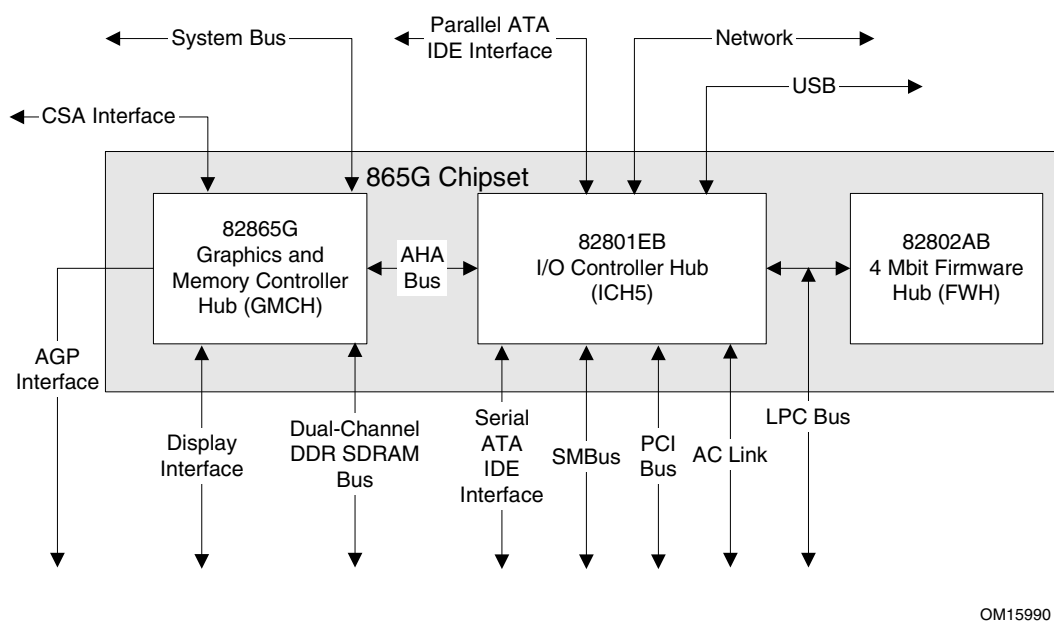 System Bus
Parallel ATA
IDE Interface
Network
USB
CSA Interface
865G Chipset
82865G
Graphics and
Memory Controller
Hub (GMCH)
AHA
Bus
82801EB
I/O Controller Hub
(ICH5)
82802AB
4 Mbit Firmware
Hub (FWH)
AGP
Interface
Display
Interface
Dual-Channel
DDR SDRAM
Bus
Serial
ATA
IDE
Interface
SMBus
PCI
Bus
AC Link
LPC Bus
OM15990